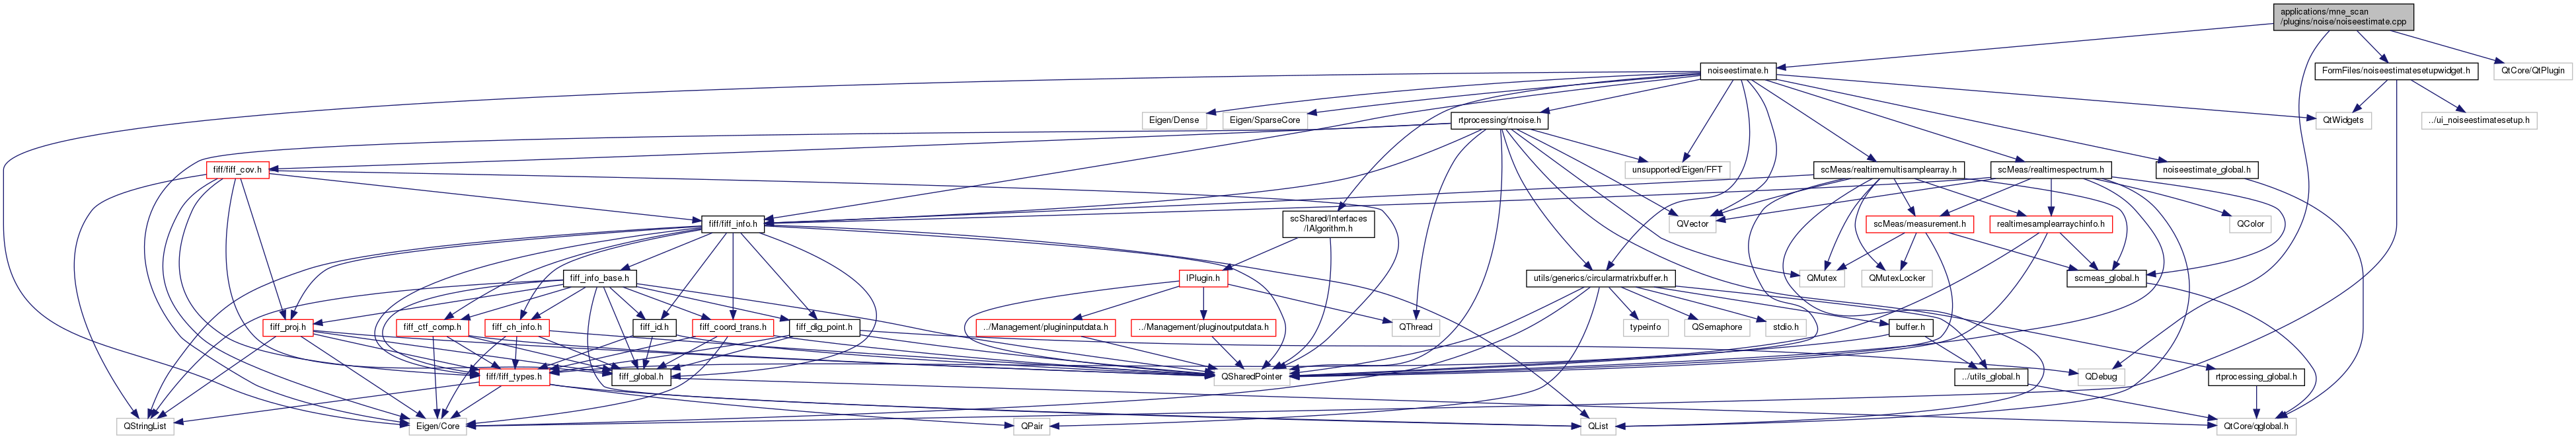 applications/mne_scan
/plugins/noise/noiseestimate.cpp
noiseestimate.h
FormFiles/noiseestimatesetupwidget.h
QtCore/QtPlugin
Eigen/Dense
Eigen/SparseCore
rtprocessing/rtnoise.h
QtWidgets
../ui_noiseestimatesetup.h
fiff/fiff_cov.h
unsupported/Eigen/FFT
scMeas/realtimemultisamplearray.h
scMeas/realtimespectrum.h
noiseestimate_global.h
fiff/fiff_info.h
scShared/Interfaces
/IAlgorithm.h
QVector
scMeas/measurement.h
realtimesamplearraychinfo.h
QColor
fiff_info_base.h
IPlugin.h
utils/generics/circularmatrixbuffer.h
QMutex
QMutexLocker
scmeas_global.h
fiff_proj.h
fiff_ctf_comp.h
fiff_ch_info.h
fiff_id.h
fiff_coord_trans.h
fiff_dig_point.h
../Management/plugininputdata.h
../Management/pluginoutputdata.h
QThread
typeinfo
QSemaphore
stdio.h
buffer.h
fiff/fiff_types.h
fiff_global.h
QSharedPointer
../utils_global.h
QDebug
rtprocessing_global.h
QStringList
Eigen/Core
QPair
QList
QtCore/qglobal.h